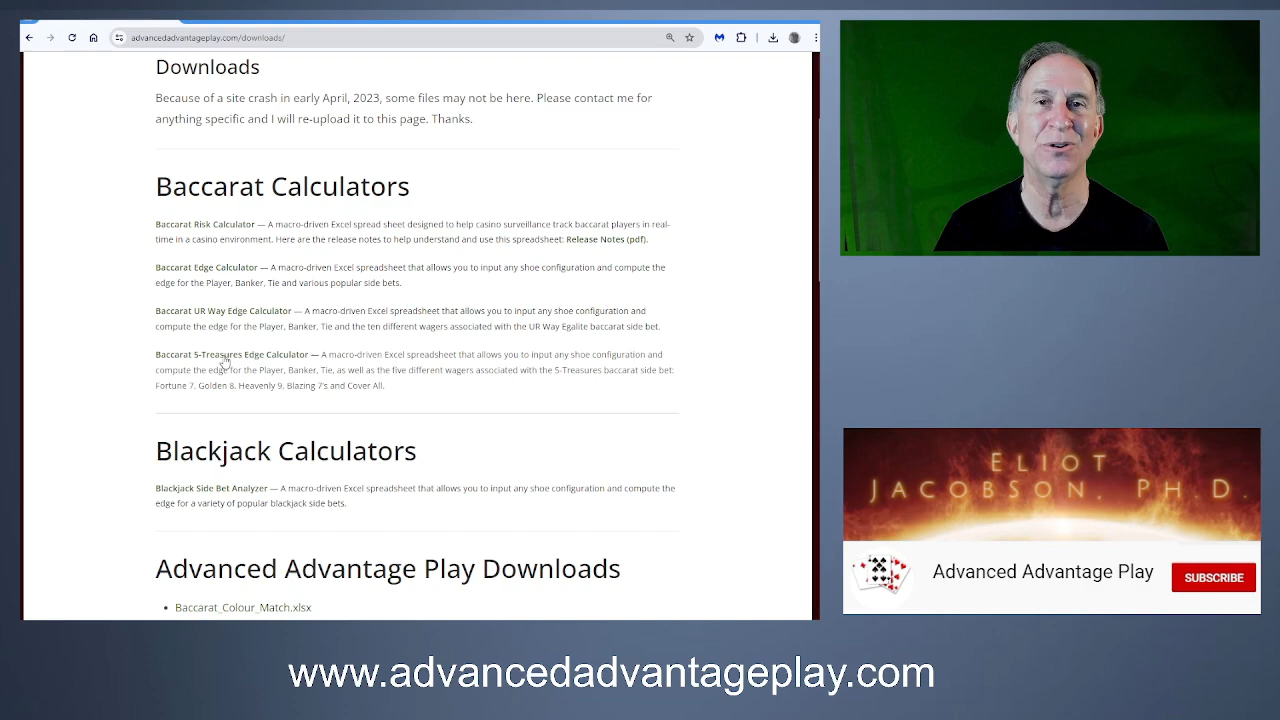 advancedadvantageplay.com/downloads/
Downloads
Because of a site crash in early April, 2023, some files may not be here. Please contact me for
anything specific and I will re-upload it to this page. Thanks.
Baccarat Calculators
Baccarat Risk Calculator — A macro-driven Excel spread sheet designed to help casino surveillance track baccarat players in real-
time in a casino environment. Here are the release notes to help understand and use this spreadsheet: Release Notes (pdf).
Baccarat Edge Calculator — A macro-driven Excel spreadsheet that allows you to input any shoe configuration and compute the
edge for the Player, Banker, Tie and various popular side bets.
Baccarat UR Way Edge Calculator — A macro-driven Excel spreadsheet that allows you to input any shoe configuration and
compute the edge for the Player, Banker, Tie and the ten different wagers associated with the UR Way Egalite baccarat side bet.
Baccarat 5-Treasures Edge Calculator — A macro-driven Excel spreadsheet that allows you to input any shoe configuration and
compute the edge for the Player, Banker, Tie, as well as the five different wagers associated with the 5-Treasures baccarat side bet:
Fortune 7. Golden 8. Heavenly 9. Blazing 7's and Cover All.
Blackjack Calculators
Blackjack Side Bet Analyzer — A macro-driven Excel spreadsheet that allows you to input any shoe configuration and compute the
edge for a variety of popular blackjack side bets.
Advanced Advantage Play Downloads
• Baccarat_Colour_Match.xlsx
ELIOT
JACOBSON, PH.D.
Advanced Advantage Play
SUBSCRIBE
www.advancedadvantageplay.com